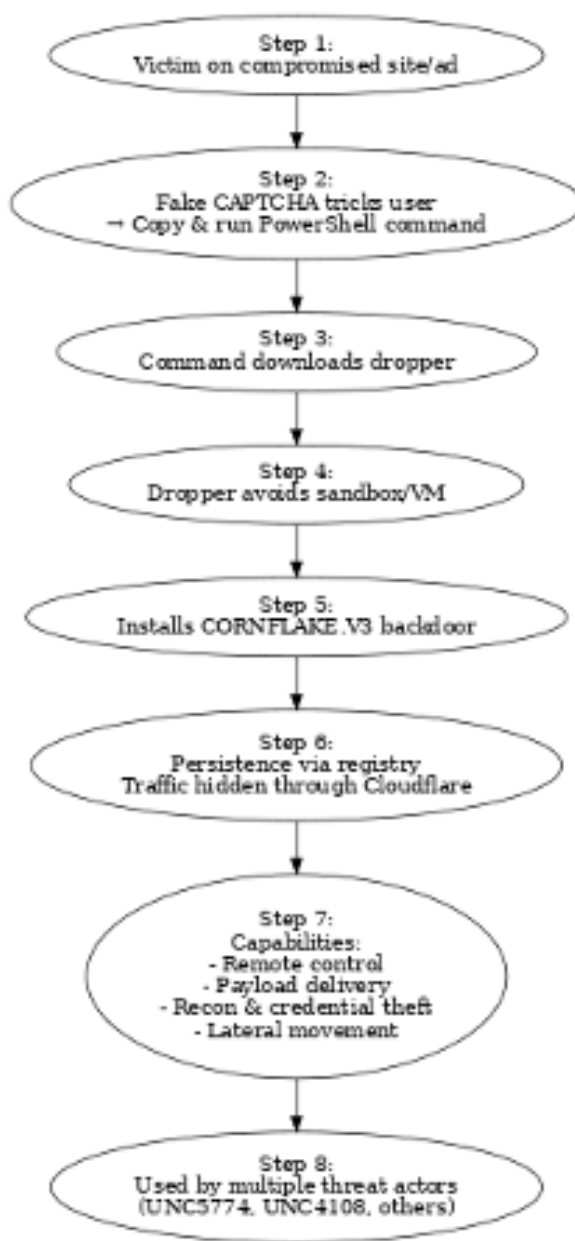 Step 1:
Victim on compromised site/ad
Step 2:
Fake CAPTCHA tricks user
→ Copy & run PowerShell command
Step 3:
Command downloads dropper
Step 4:
Dropper avoids sandbox/VM
Step 5:
Installs CORNFLAKE.V3 backdoor
Step 6:
Persistence via registry
Traffic hidden through Cloudflare
Step 7:
Capabilities:
- Remote control
- Payload delivery
- Recon & credential theft
- Lateral movement
Step 8:
Used by multiple threat actors
(UNC5774, UNC4108, others)